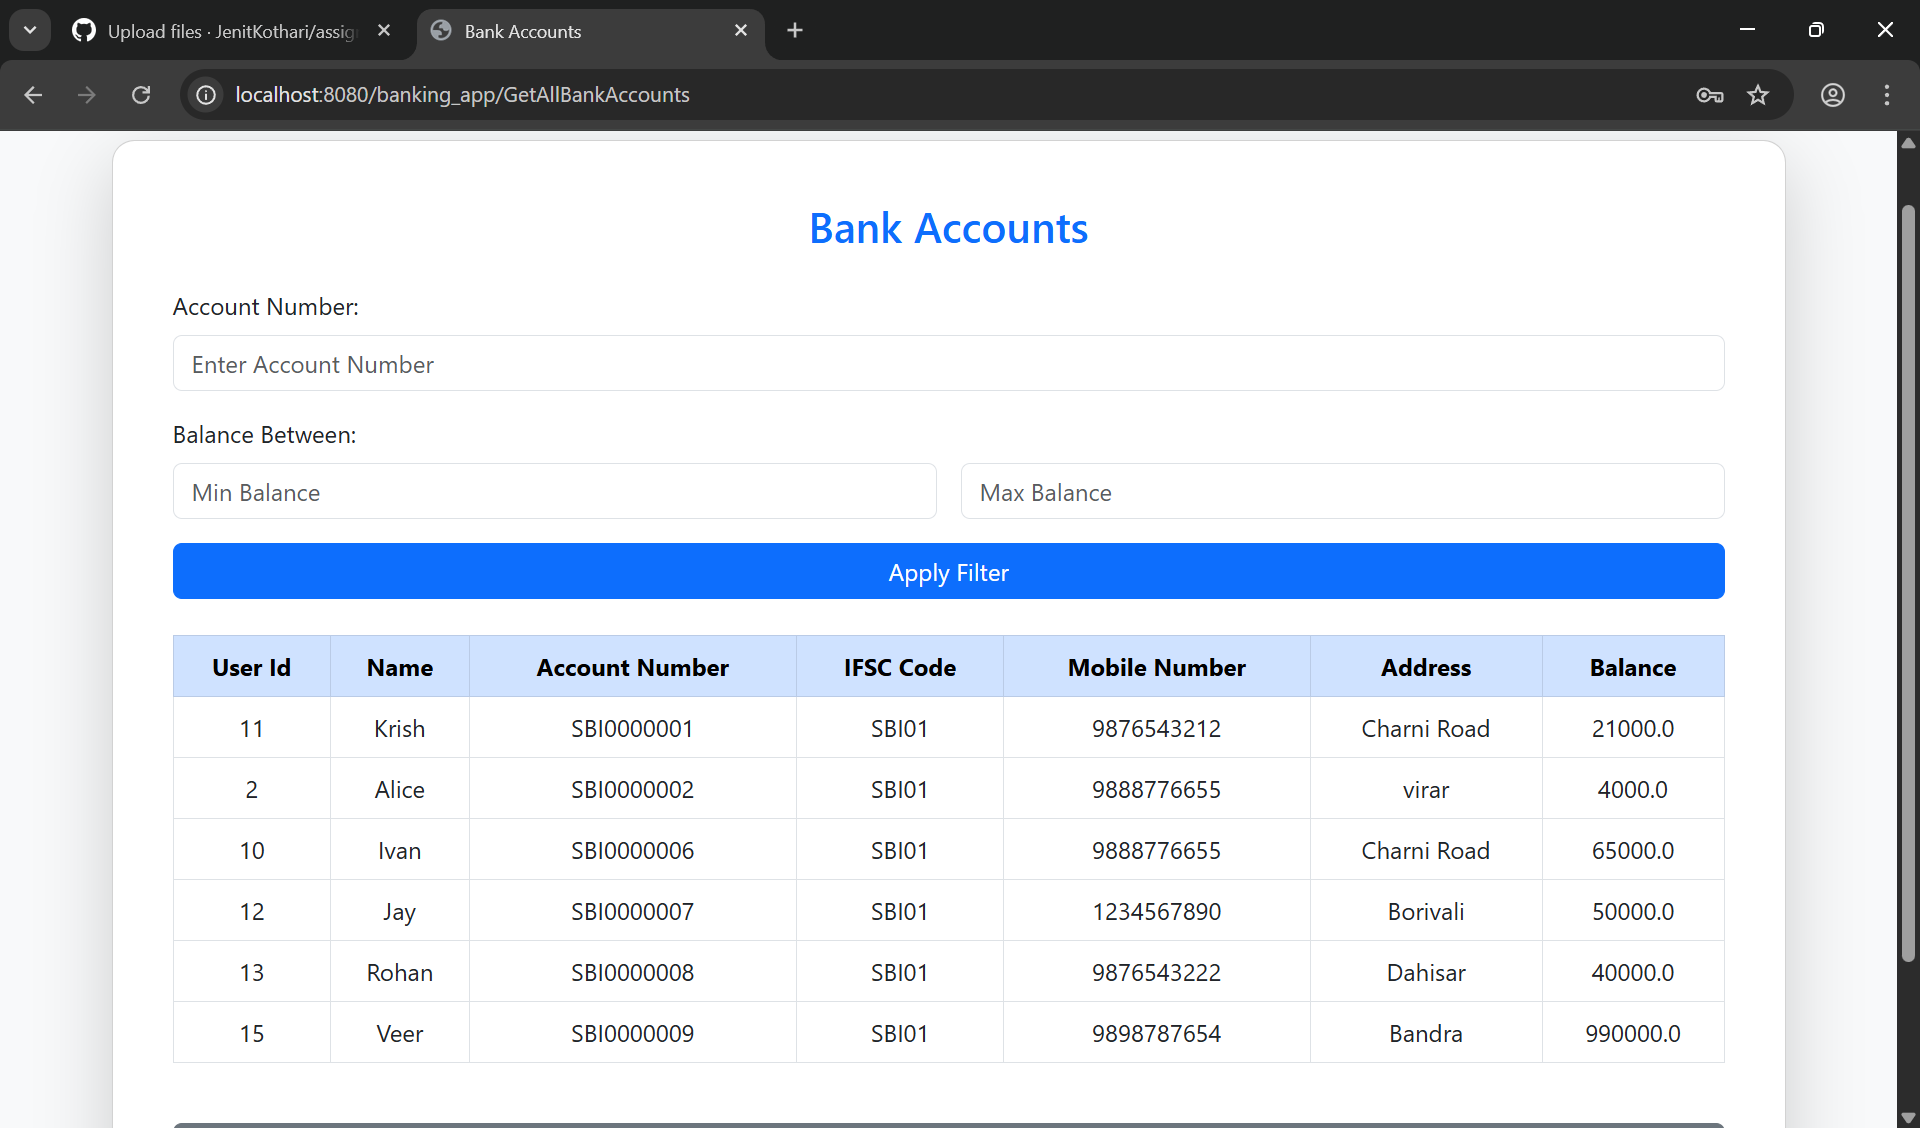 Upload files · JenitKothari/assig
Bank Accounts
localhost:8080/banking_app/GetAllBankAccounts
Bank Accounts
Account Number:
Enter Account Number
Balance Between:
Min Balance Max Balance
Apply Filter
User Id Name Account Number IFSC Code Mobile Number Address Balance
11 Krish SBI0000001 SBI01 9876543212 Charni Road 21000.0
2 Alice SBI0000002 SBI01 9888776655 virar 4000.0
10 Ivan SBI0000006 SBI01 9888776655 Charni Road 65000.0
12 Jay SBI0000007 SBI01 1234567890 Borivali 50000.0
13 Rohan SBI0000008 SBI01 9876543222 Dahisar 40000.0
15 Veer SBI0000009 SBI01 9898787654 Bandra 990000.0